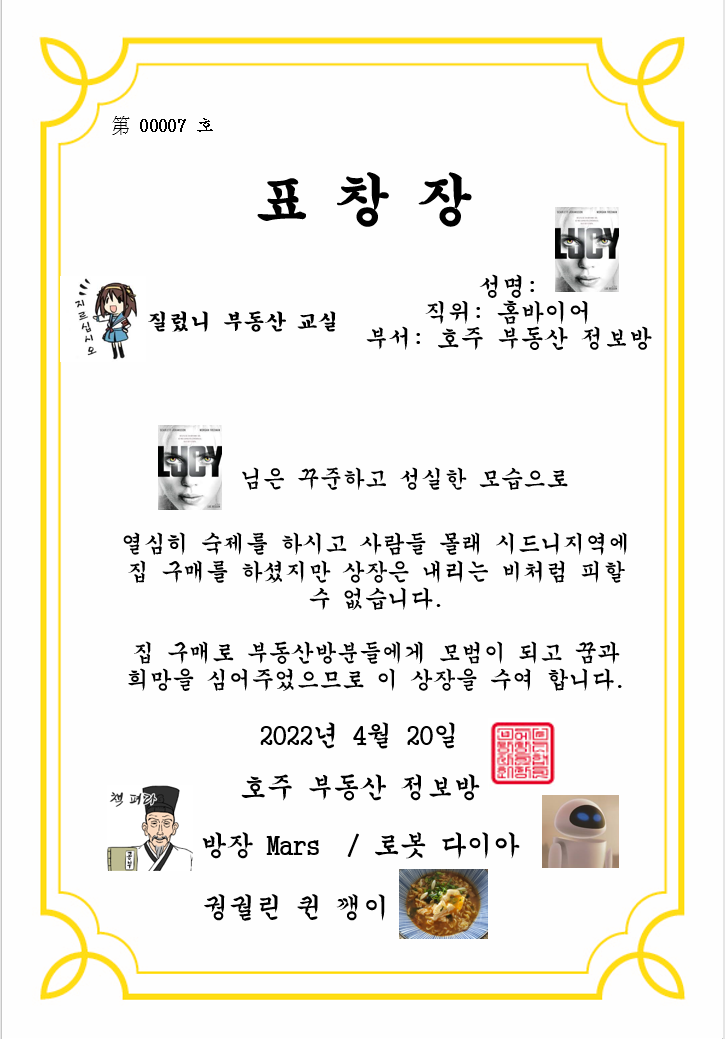 第 00007 호
표 창 장
LUCY
성명:
지르십시오
질렀니 부동산 교실
직위: 홈바이어
부서: 호주 부동산 정보방
LUCY
님은 꾸준하고 성실한 모습으로
열심히 숙제를 하시고 사람들 몰래 시드니지역에
집 구매를 하셨지만 상장은 내리는 비처럼 피할
수 없습니다.
집 구매로 부동산방분들에게 모범이 되고 꿈과
희망을 심어주었으므로 이 상장을 수여 합니다.
2022년 4월 20일
호주 부동산 정보방
책 펴라
공부
방장 Mars / 로봇 다이아
궝궐린 퀸 깽이